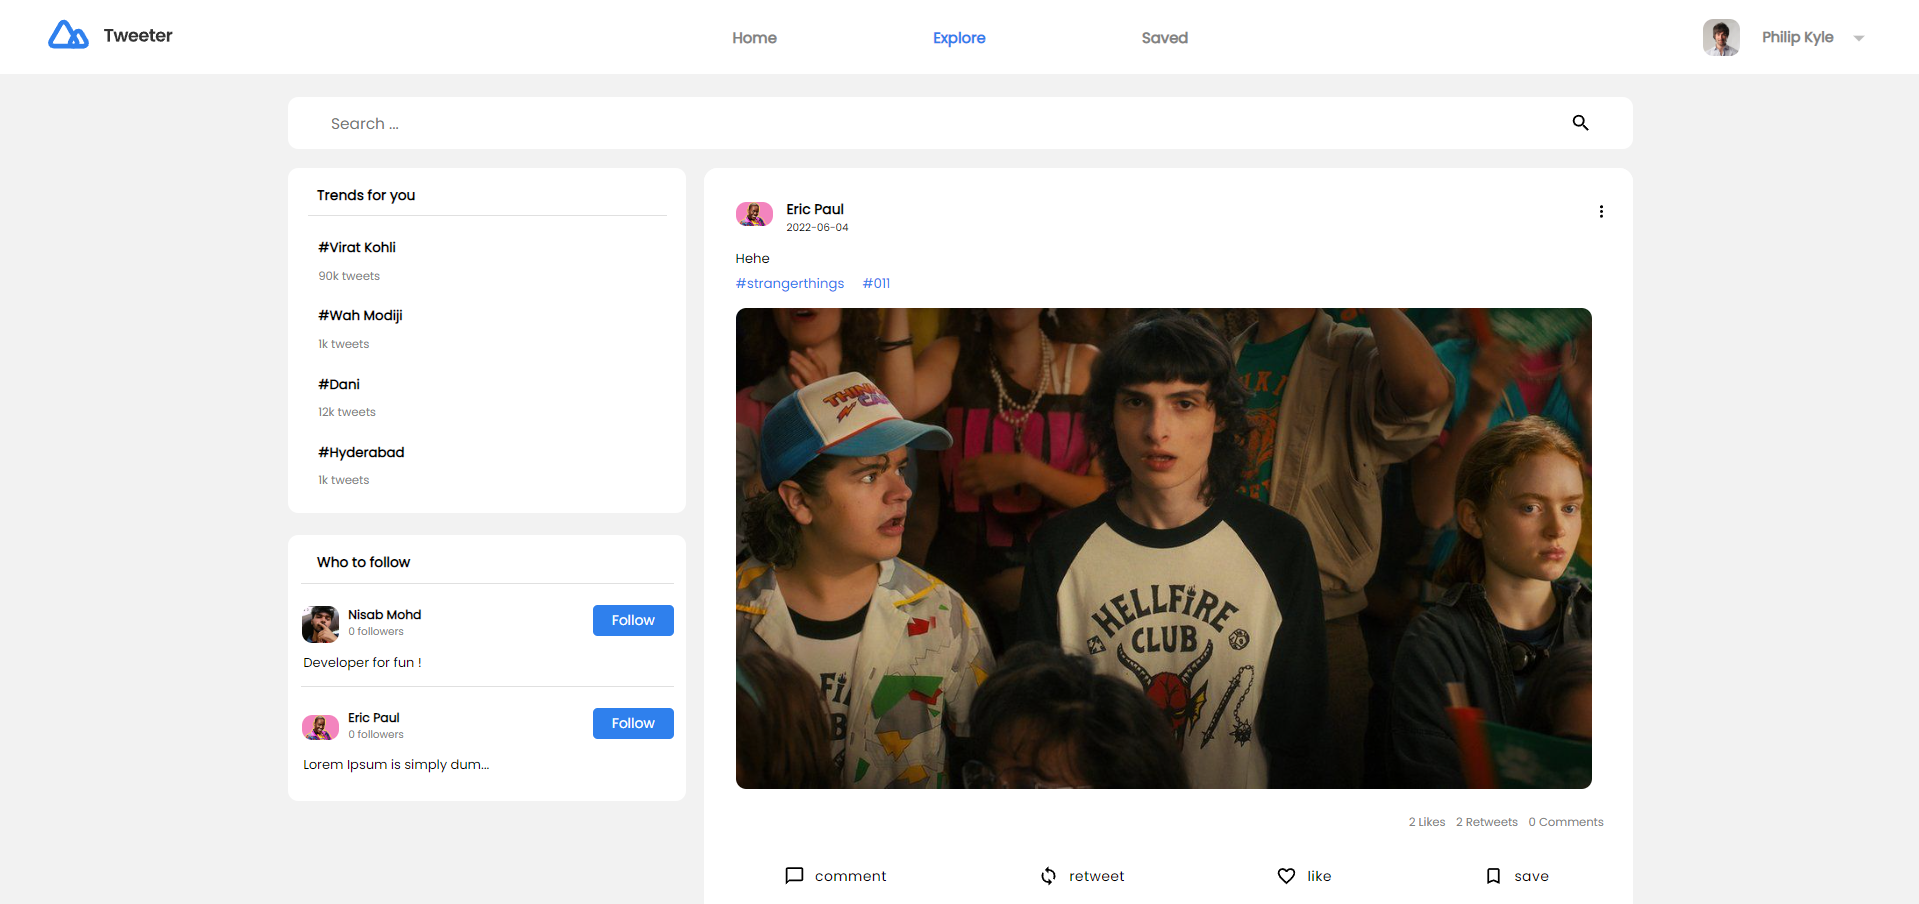 Tweeter
Home
Explore
Saved
Philip Kyle
Search ...
Trends for you
#Virat Kohli
90k tweets
#Wah Modiji
1k tweets
#Dani
12k tweets
#Hyderabad
1k tweets
Who to follow
Nisab Mohd
0 followers
Follow
Developer for fun !
Eric Paul
0 followers
Follow
Lorem Ipsum is simply dum...
Eric Paul
2022-06-04
Hehe
#strangerthings #011
HELLFIRE
CLUB
2 Likes 2 Retweets 0 Comments
comment
retweet
like
save